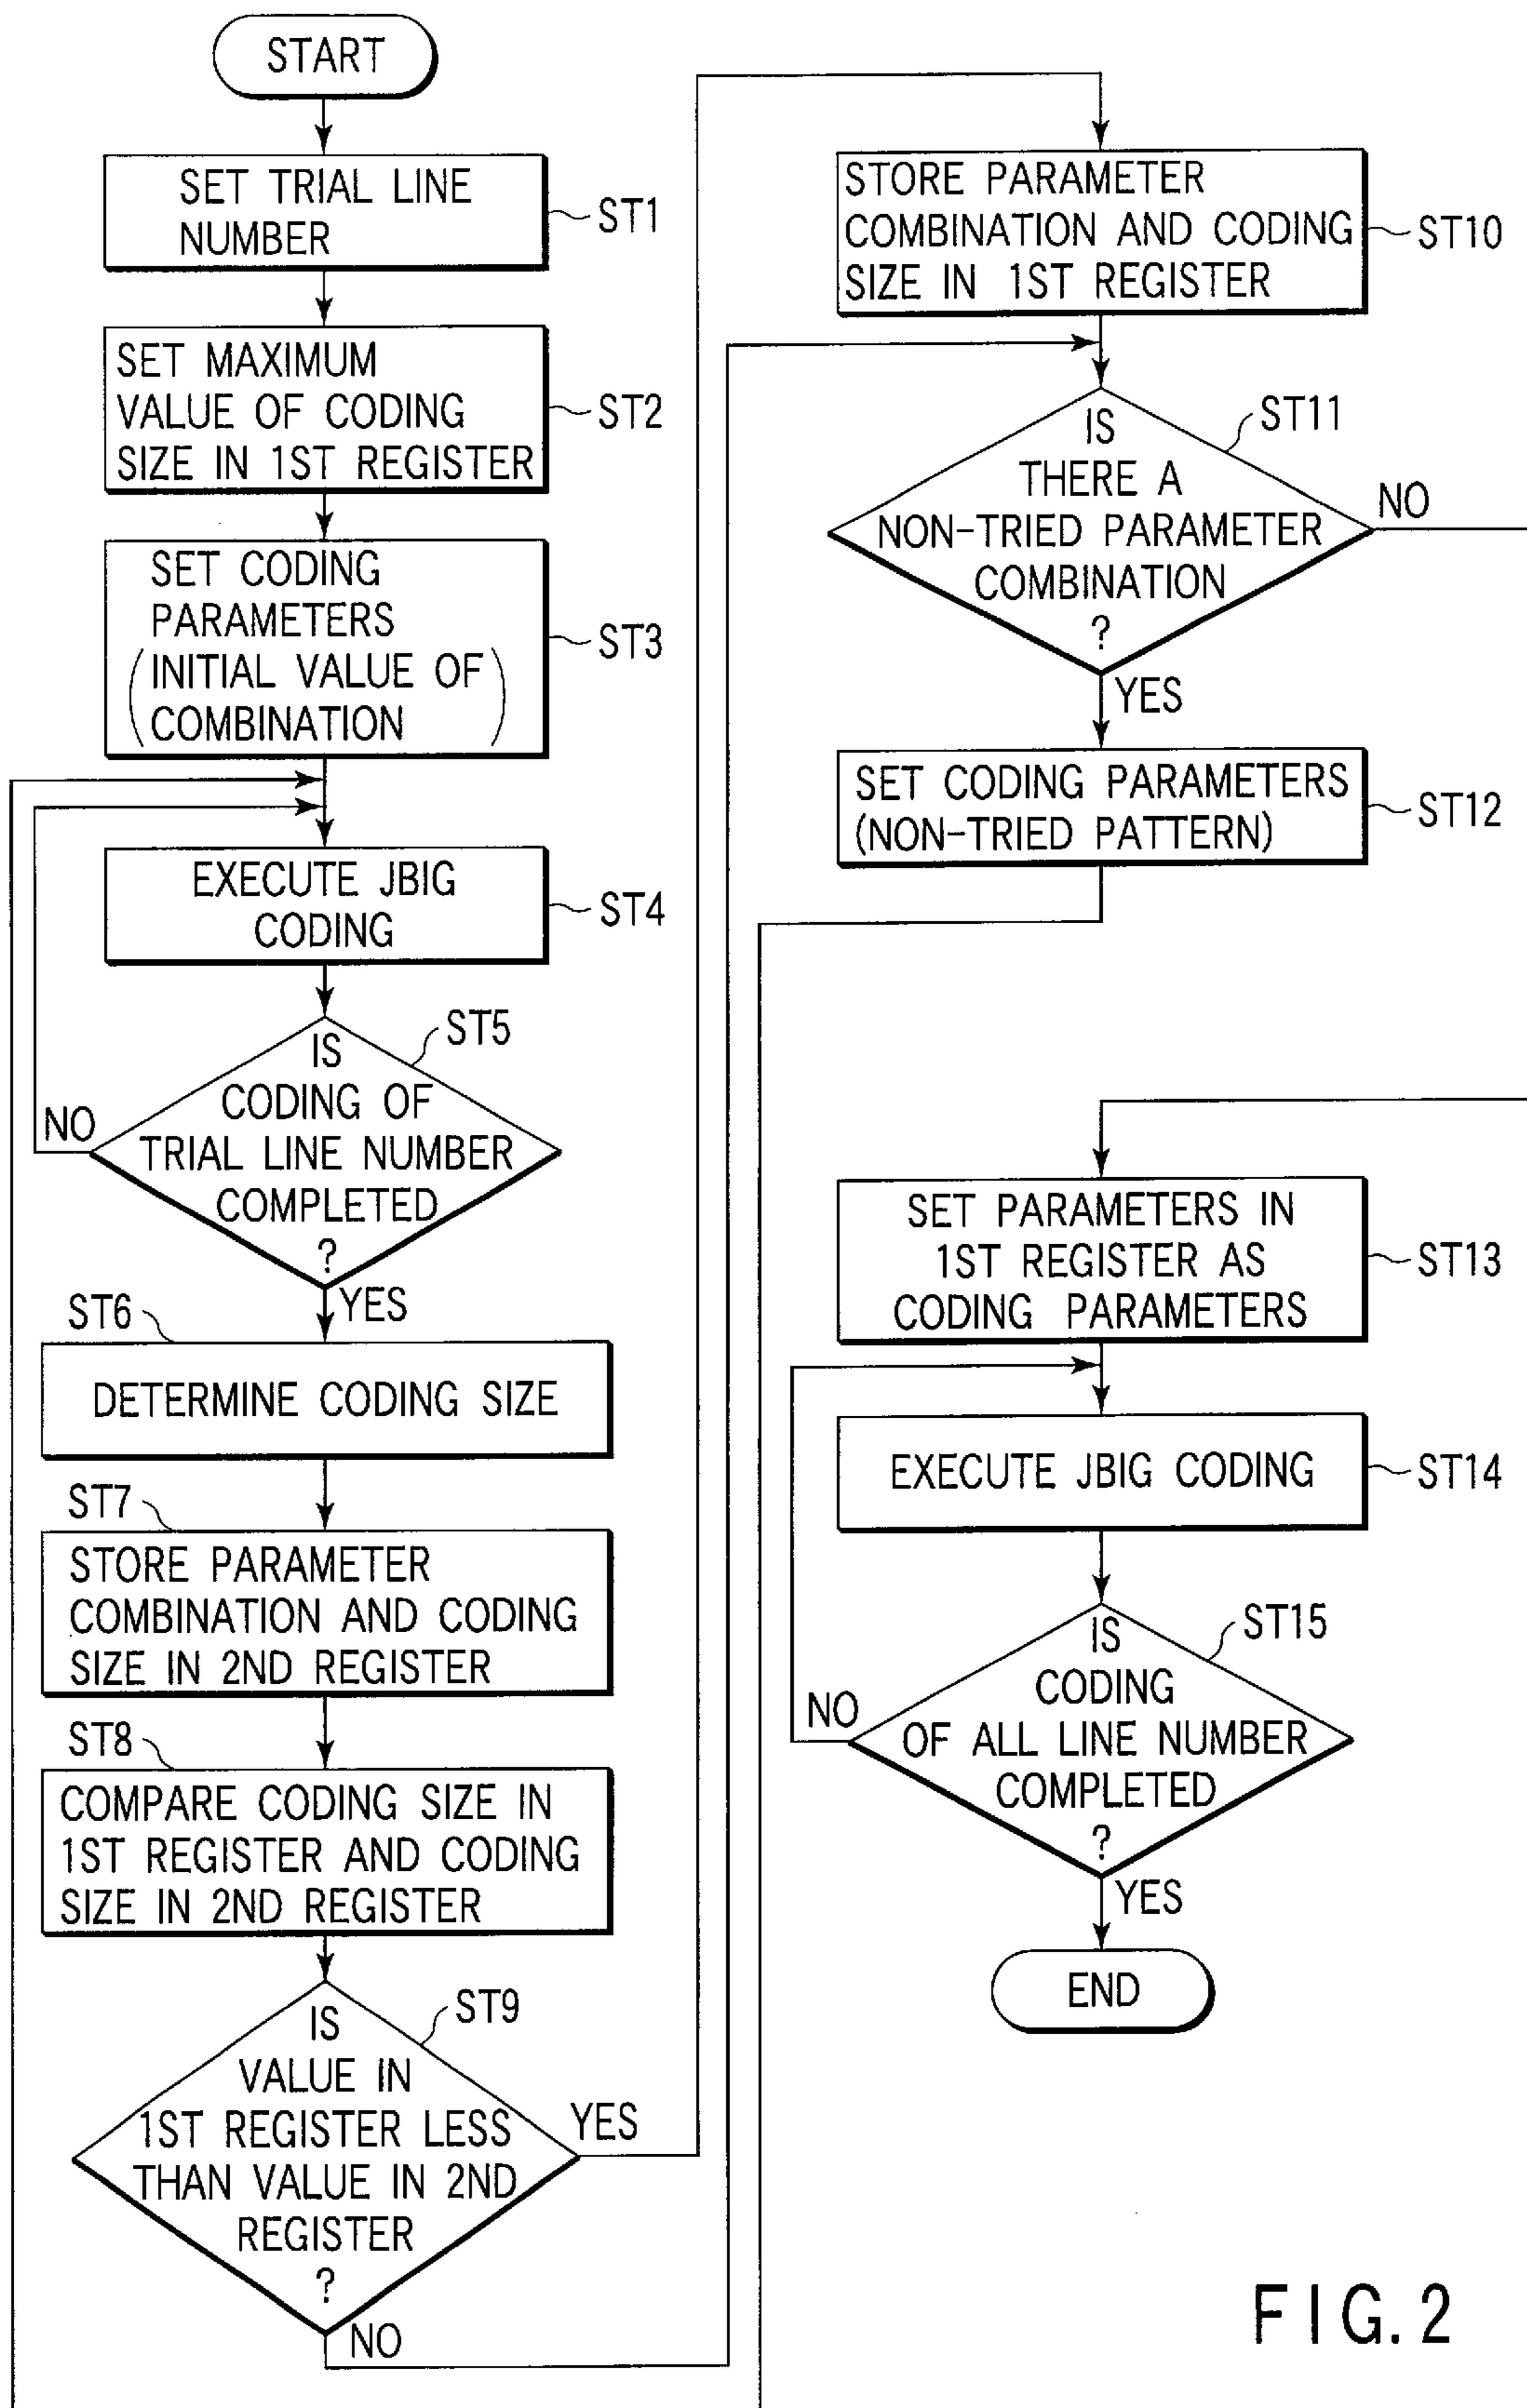 START
SET TRIAL LINE
NUMBER
ST1
SET MAXIMUM
VALUE OF CODING
SIZE IN 1ST REGISTER
ST2
SET CODING
PARAMETERS
(INITIAL VALUE OF
COMBINATION)
ST3
EXECUTE JBIG
CODING
ST4
IS
CODING OF
TRIAL LINE NUMBER
COMPLETED
?
ST5
NO
YES
ST6
DETERMINE CODING SIZE
ST7
STORE PARAMETER
COMBINATION AND CODING
SIZE IN 2ND REGISTER
ST8
COMPARE CODING SIZE IN
1ST REGISTER AND CODING
SIZE IN 2ND REGISTER
IS
VALUE IN
1ST REGISTER LESS
THAN VALUE IN 2ND
REGISTER
?
ST9
YES
NO
STORE PARAMETER
COMBINATION AND CODING
SIZE IN 1ST REGISTER
ST10
IS
THERE A
NON-TRIED PARAMETER
COMBINATION
?
ST11
NO
YES
SET CODING PARAMETERS
(NON-TRIED PATTERN)
ST12
SET PARAMETERS IN
1ST REGISTER AS
CODING PARAMETERS
ST13
EXECUTE JBIG CODING
ST14
IS
CODING
OF ALL LINE NUMBER
COMPLETED
?
ST15
NO
YES
END
FIG. 2